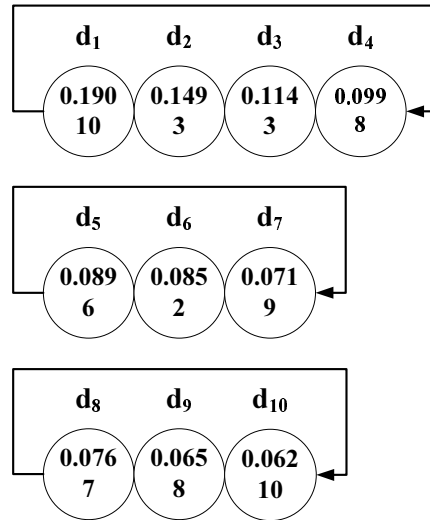 d₁ d₂ d₃ d₄
0.190 0.149 0.114 0.099
10 3 3 8
d₅ d₆ d₇
0.089 0.085 0.071
6 2 9
d₈ d₉ d₁₀
0.076 0.065 0.062
7 8 10